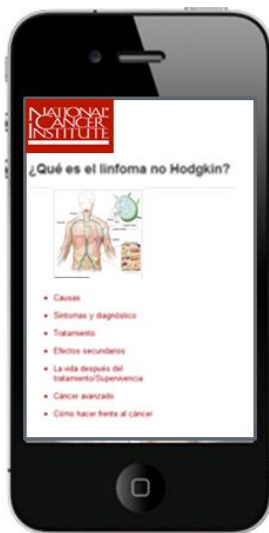 NATIONAL
CANCER
INSTITUTE
¿Qué es el linfoma no Hodgkin?
Causas
Síntomas y diagnóstico
Tratamiento
Efectos secundarios
La vida después del
tratamiento/Supervivencia
Cáncer avanzado
Cómo hacer frente al cáncer